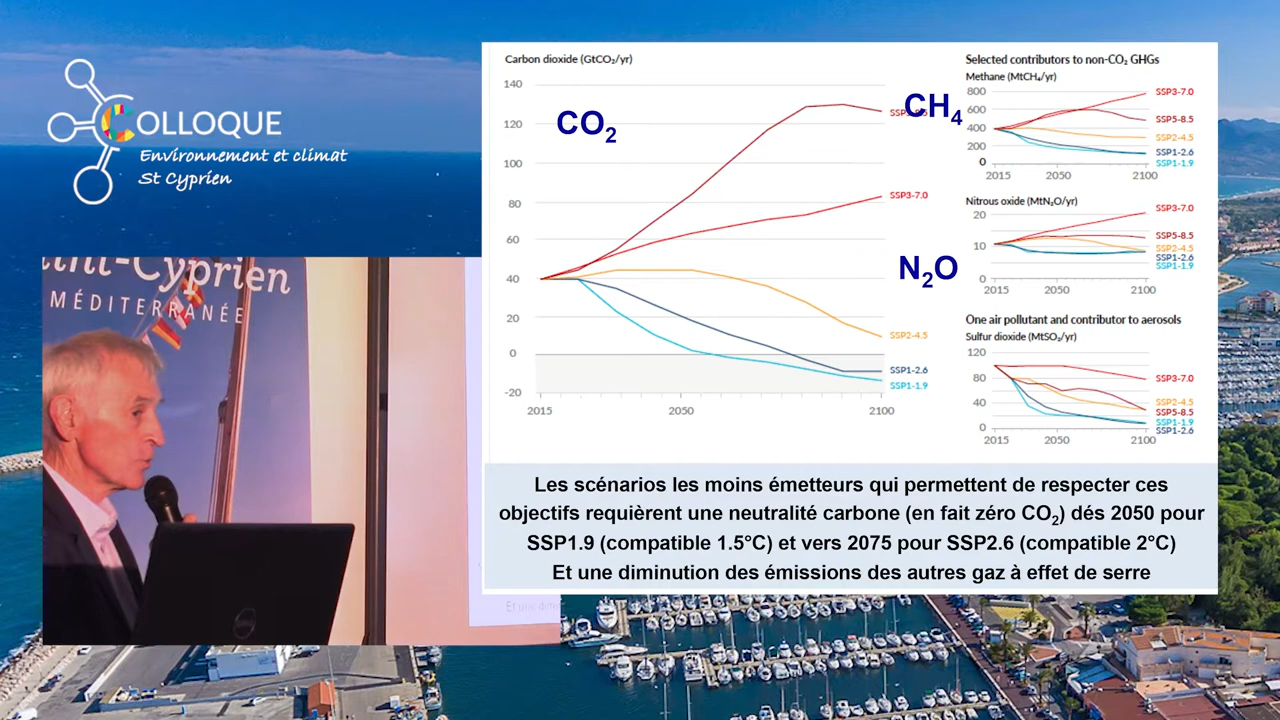 COLLOQUE
Environnement et climat
St Cyprien
int-Cyprien
MÉDITERRANÉE
Carbon dioxide (GtCO₂/yr)
CO₂
140
120
100
80
60
40
20
0
-20
2015
2050
2100
SSP3-7.0
SSP2-4.5
SSP1-2.6
SSP1-1.9
Selected contributors to non-CO₂ GHGs
Methane (MtCH₄/yr)
CH₄
800
600
400
200
0
2015
2050
2100
SSP3-7.0
SSP5-8.5
SSP2-4.5
SSP1-2.6
SSP1-1.9
Nitrous oxide (MtN₂O/yr)
N₂O
20
10
0
2015
2050
2100
SSP3-7.0
SSP5-8.5
SSP2-4.5
SSP1-2.6
SSP1-1.9
One air pollutant and contributor to aerosols
Sulfur dioxide (MtSO₂/yr)
120
80
40
0
2015
2050
2100
SSP3-7.0
SSP2-4.5
SSP5-8.5
SSP1-1.9
SSP1-2.6
Les scénarios les moins émetteurs qui permettent de respecter ces
objectifs requièrent une neutralité carbone (en fait zéro CO₂) dés 2050 pour
SSP1.9 (compatible 1.5°C) et vers 2075 pour SSP2.6 (compatible 2°C)
Et une diminution des émissions des autres gaz à effet de serre
DELL